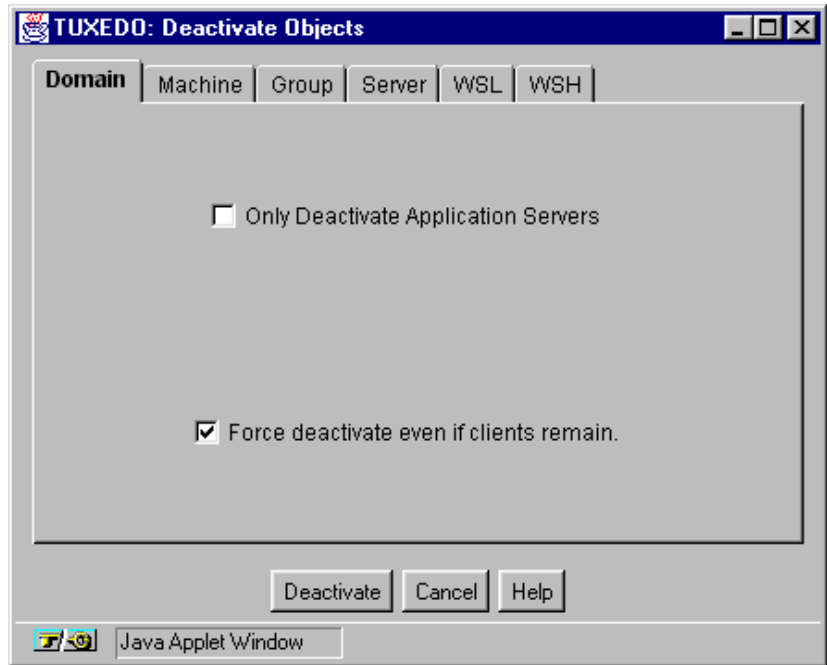 TUXEDO: Deactivate Objects
Domain Machine Group Server WSL WSH
Only Deactivate Application Servers
Force deactivate even if clients remain.
Deactivate Cancel Help
Java Applet Window